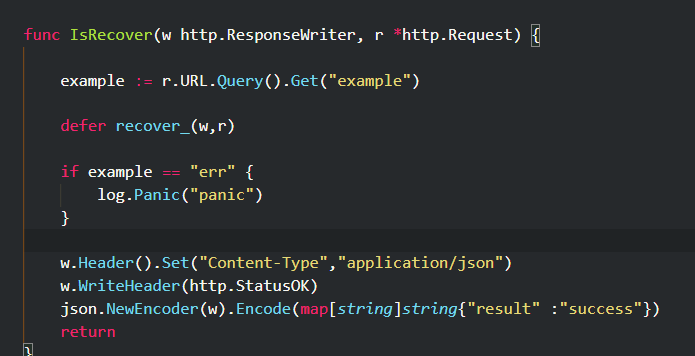 func IsRecover(w http.ResponseWriter, r *http.Request) {
example := r.URL.Query().Get("example")
defer recover_(w,r)
if example == "err" {
log.Panic("panic")
}
w.Header().Set("Content-Type","application/json")
w.WriteHeader(http.StatusOK)
json.NewEncoder(w).Encode(map[string]string{"result" :"success"})
return
}